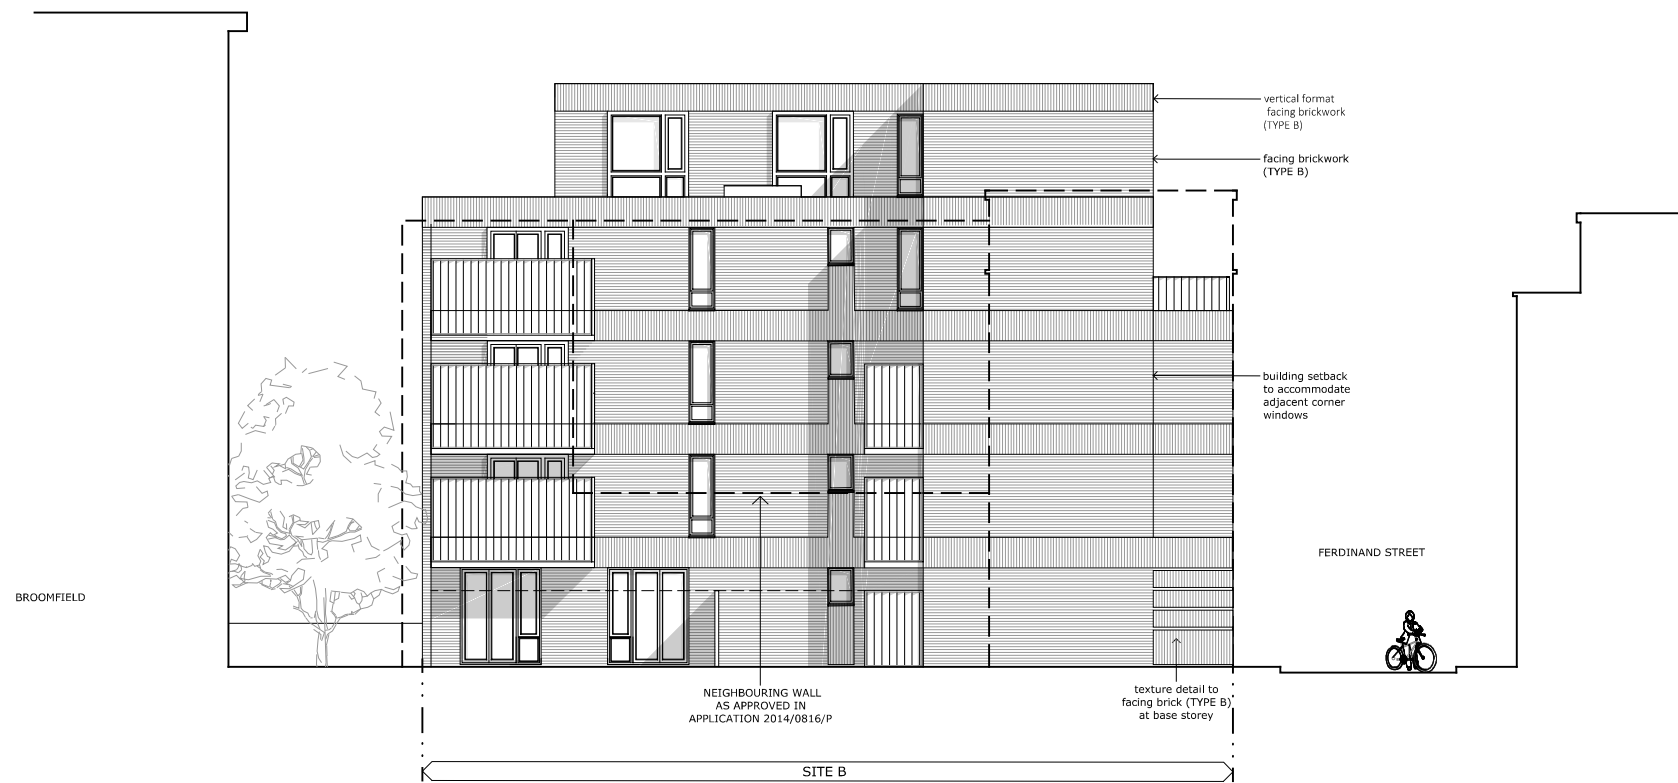 vertical format
facing brickwork
(TYPE B)
facing brickwork
(TYPE B)
building setback
to accommodate
adjacent corner
windows
FERDINAND STREET
BROOMFIELD
NEIGHBOURING WALL
AS APPROVED IN
APPLICATION 2014/0816/P
texture detail to
facing brick (TYPE B)
at base storey
SITE B